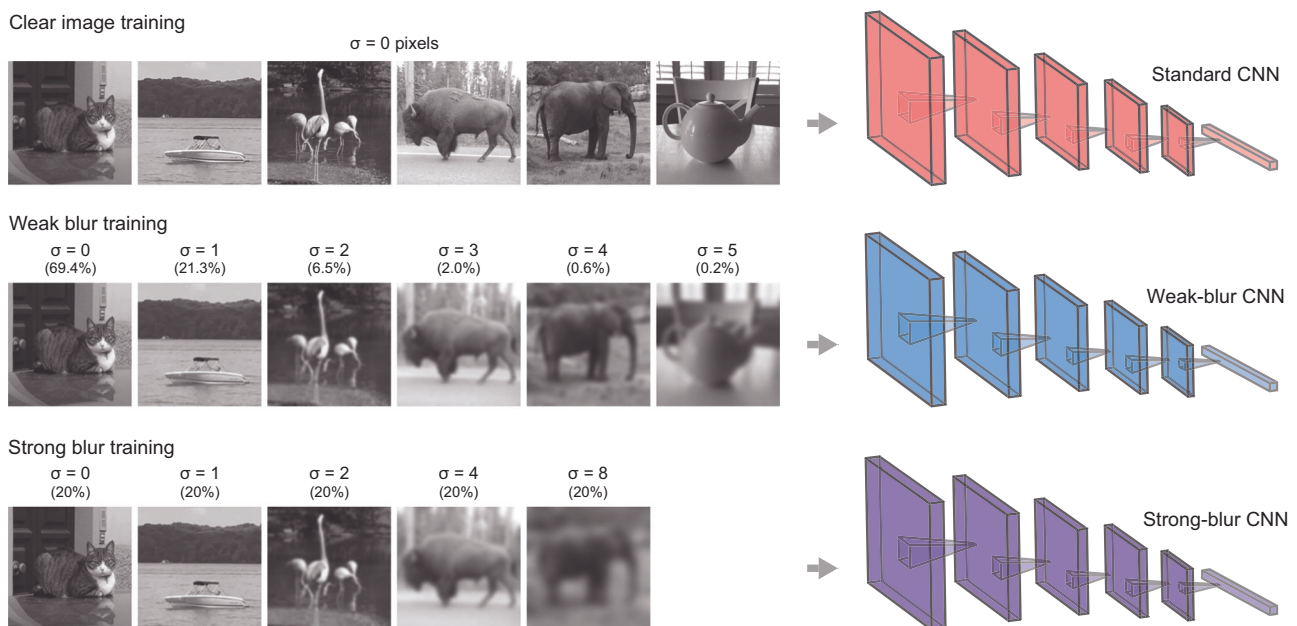 Clear image training
σ = 0 pixels
Standard CNN
Weak blur training
σ = 0 σ = 1 σ = 2 σ = 3 σ = 4 σ = 5
(69.4%) (21.3%) (6.5%) (2.0%) (0.6%) (0.2%)
Weak-blur CNN
Strong blur training
σ = 0 σ = 1 σ = 2 σ = 4 σ = 8
(20%) (20%) (20%) (20%) (20%)
Strong-blur CNN